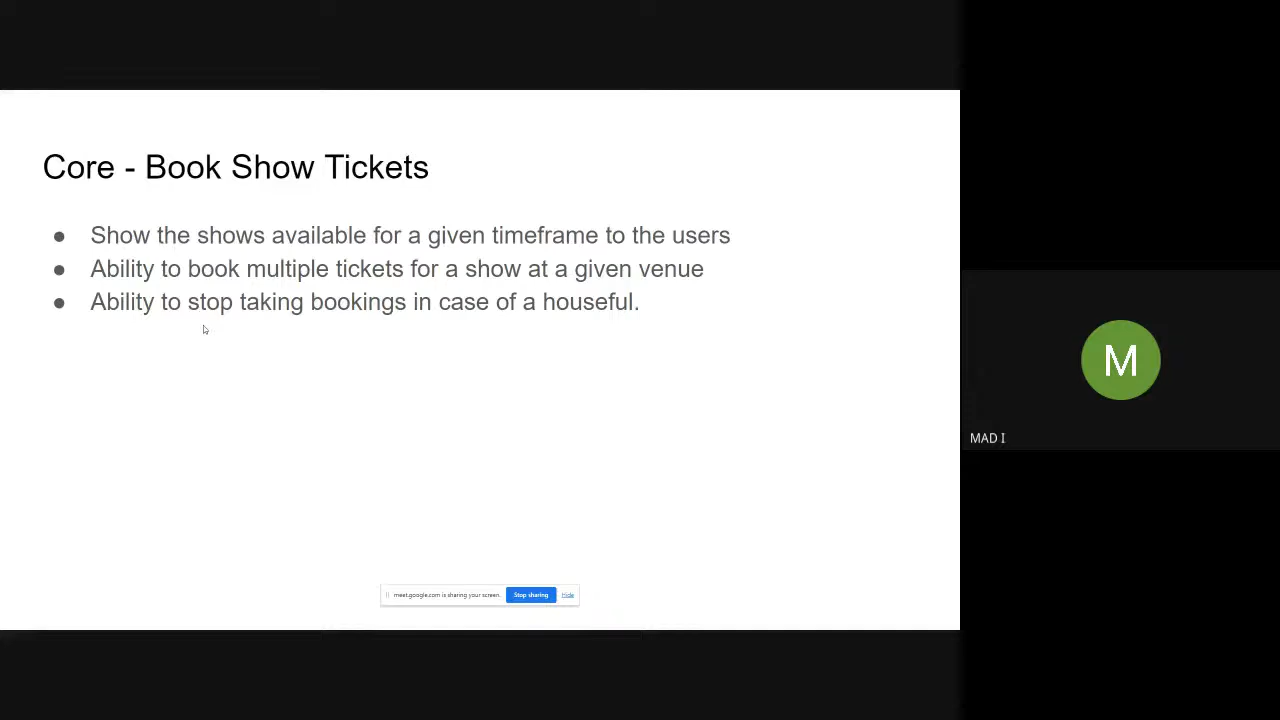 Core - Book Show Tickets
● Show the shows available for a given timeframe to the users
● Ability to book multiple tickets for a show at a given venue
● Ability to stop taking bookings in case of a houseful.
M
MAD I
meet.google.com is sharing your screen. Stop sharing Hide